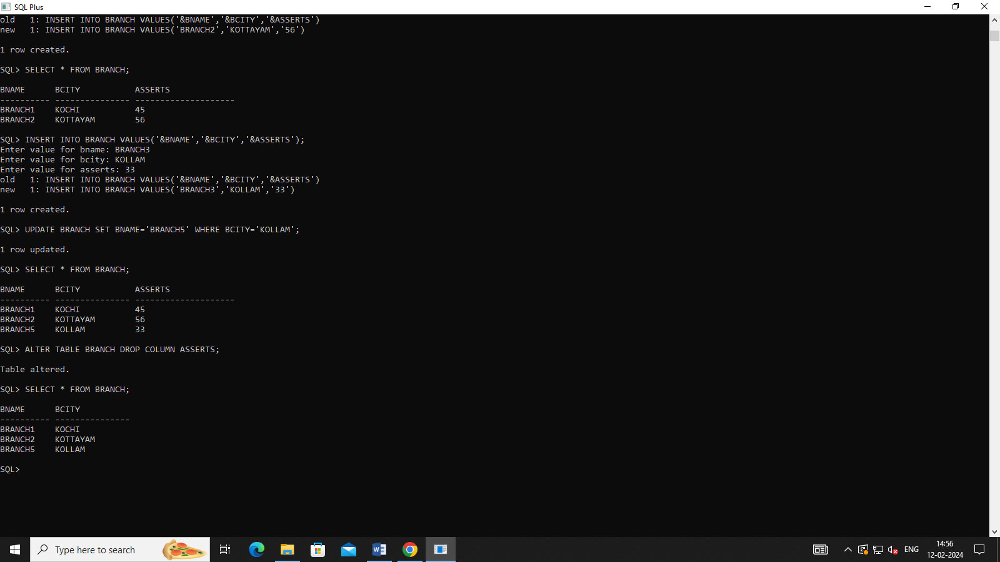 SQL Plus
old   1: INSERT INTO BRANCH VALUES('&BNAME','&BCITY','&ASSERTS')
new   1: INSERT INTO BRANCH VALUES('BRANCH2','KOTTAYAM','56')
1 row created.
SQL> SELECT * FROM BRANCH;
BNAME      BCITY           ASSERTS
---------- --------------- --------------------
BRANCH1    KOCHI           45
BRANCH2    KOTTAYAM        56
SQL> INSERT INTO BRANCH VALUES('&BNAME','&BCITY','&ASSERTS');
Enter value for bname: BRANCH3
Enter value for bcity: KOLLAM
Enter value for asserts: 33
old   1: INSERT INTO BRANCH VALUES('&BNAME','&BCITY','&ASSERTS')
new   1: INSERT INTO BRANCH VALUES('BRANCH3','KOLLAM','33')
1 row created.
SQL> UPDATE BRANCH SET BNAME='BRANCH5' WHERE BCITY='KOLLAM';
1 row updated.
SQL> SELECT * FROM BRANCH;
BNAME      BCITY           ASSERTS
---------- --------------- --------------------
BRANCH1    KOCHI           45
BRANCH2    KOTTAYAM        56
BRANCH5    KOLLAM          33
SQL> ALTER TABLE BRANCH DROP COLUMN ASSERTS;
Table altered.
SQL> SELECT * FROM BRANCH;
BNAME      BCITY
---------- ---------------
BRANCH1    KOCHI
BRANCH2    KOTTAYAM
BRANCH5    KOLLAM
SQL>
Type here to search
ENG
14:56
12-02-2024